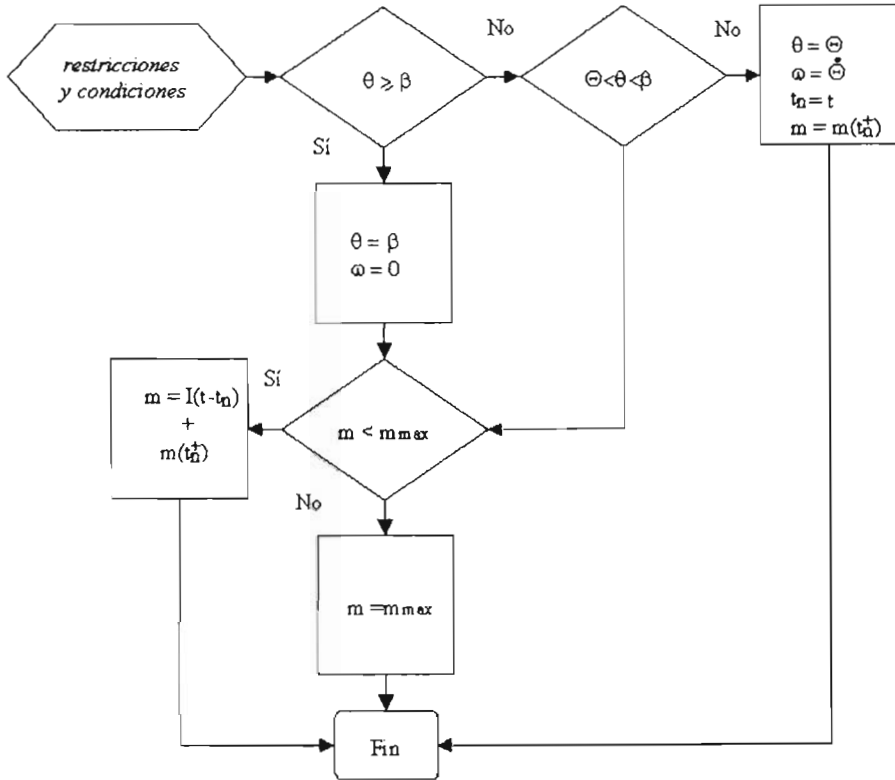 restricciones
y condiciones
θ ⩾ β
No
Θ<θ<β
No
θ = Θ
ω = Θ̇
tₙ = t
m = m(tₙ⁺)
Sí
θ = β
ω = 0
Sí
m = I(t-tₙ)
+
m(tₙ⁺)
m < mmax
No
m =mmax
Fin